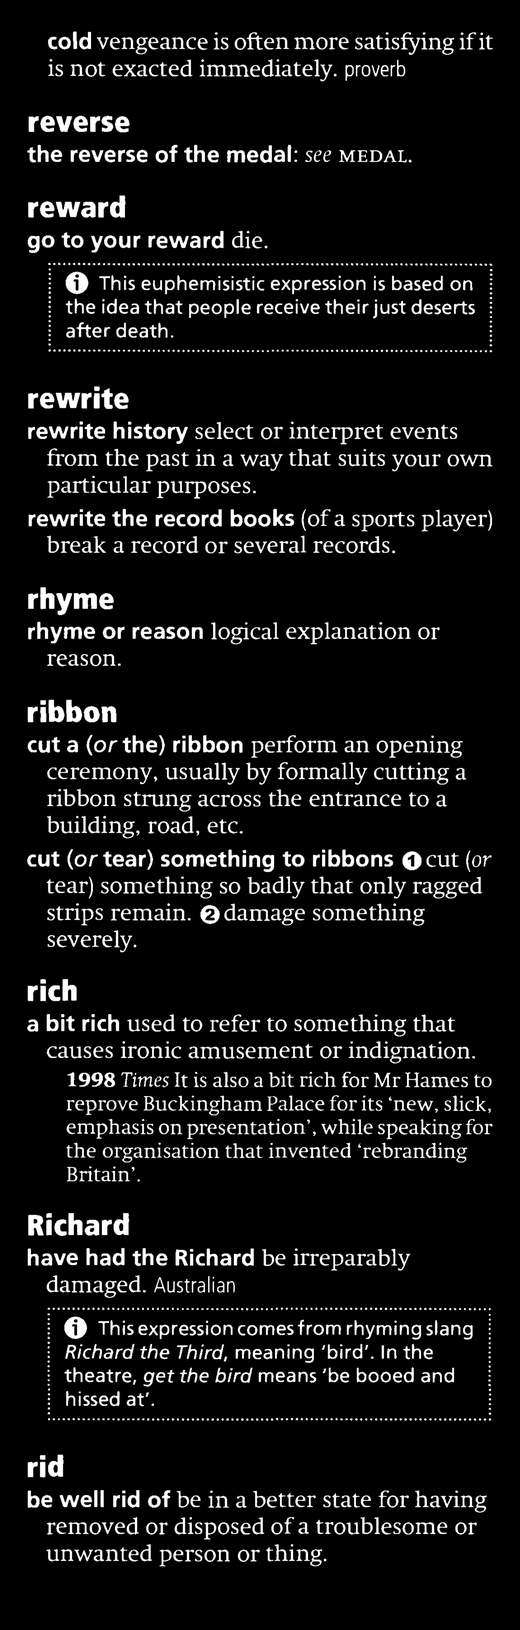 cold vengeance is often more satisfying if it
is not exacted immediately. proverb
reverse
the reverse of the medal: see MEDAL.
reward
go to your reward die.
ℹ This euphemisistic expression is based on
the idea that people receive their just deserts
after death.
rewrite
rewrite history select or interpret events
from the past in a way that suits your own
particular purposes.
rewrite the record books (of a sports player)
break a record or several records.
rhyme
rhyme or reason logical explanation or
reason.
ribbon
cut a (or the) ribbon perform an opening
ceremony, usually by formally cutting a
ribbon strung across the entrance to a
building, road, etc.
cut (or tear) something to ribbons ❶ cut (or
tear) something so badly that only ragged
strips remain. ❷ damage something
severely.
rich
a bit rich used to refer to something that
causes ironic amusement or indignation.
1998 Times It is also a bit rich for Mr Hames to
reprove Buckingham Palace for its ‘new, slick,
emphasis on presentation’, while speaking for
the organisation that invented ‘rebranding
Britain’.
Richard
have had the Richard be irreparably
damaged. Australian
ℹ This expression comes from rhyming slang
Richard the Third, meaning ‘bird’. In the
theatre, get the bird means ‘be booed and
hissed at’.
rid
be well rid of be in a better state for having
removed or disposed of a troublesome or
unwanted person or thing.